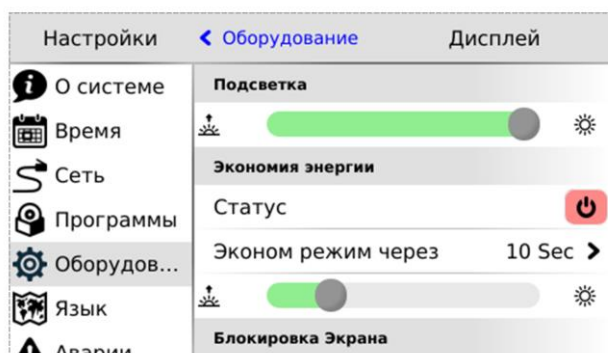 Настройки
Оборудование
Дисплей
О системе
Время
Сеть
Программы
Оборудов...
Язык
Аварии
Подсветка
Экономия энергии
Статус
Эконом режим через 10 Sec
Блокировка Экрана